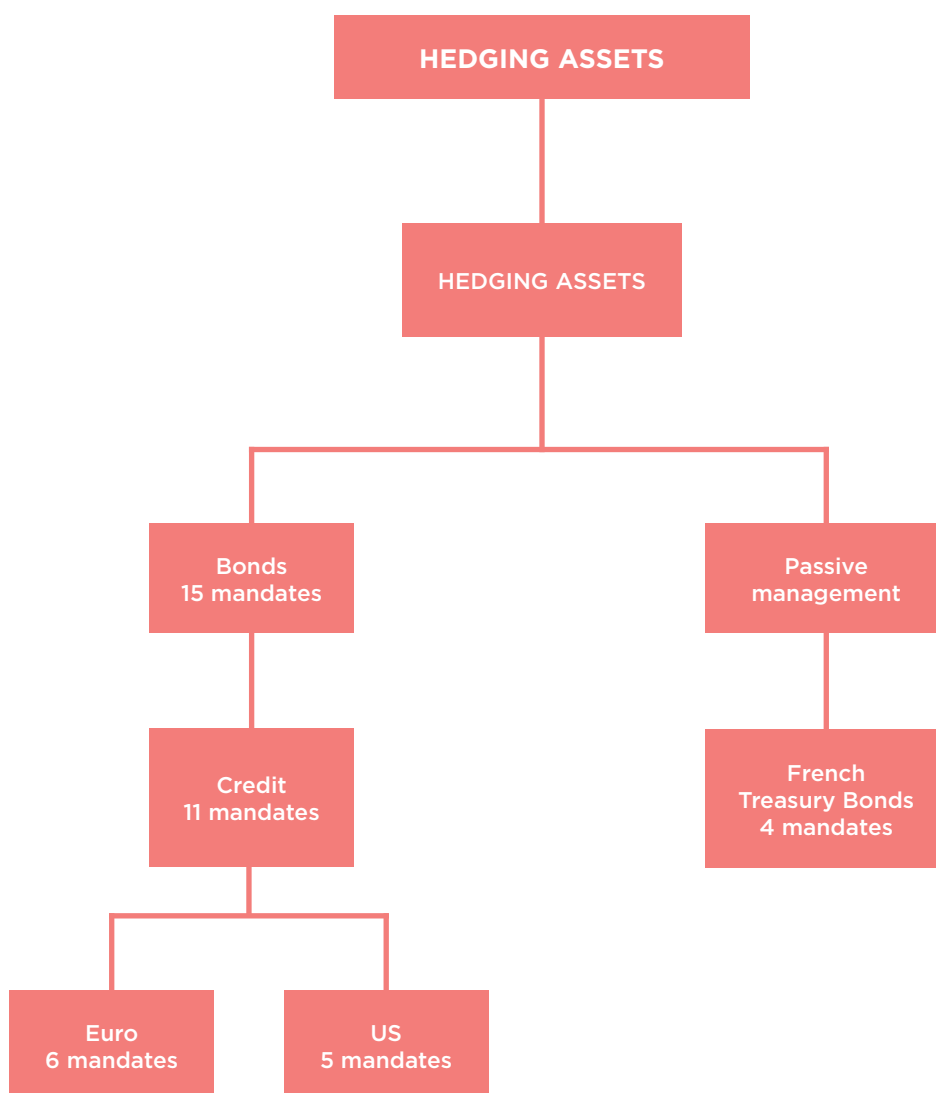 HEDGING ASSETS
HEDGING ASSETS
Bonds
15 mandates
Passive
management
Credit
11 mandates
French
Treasury Bonds
4 mandates
Euro
6 mandates
US
5 mandates